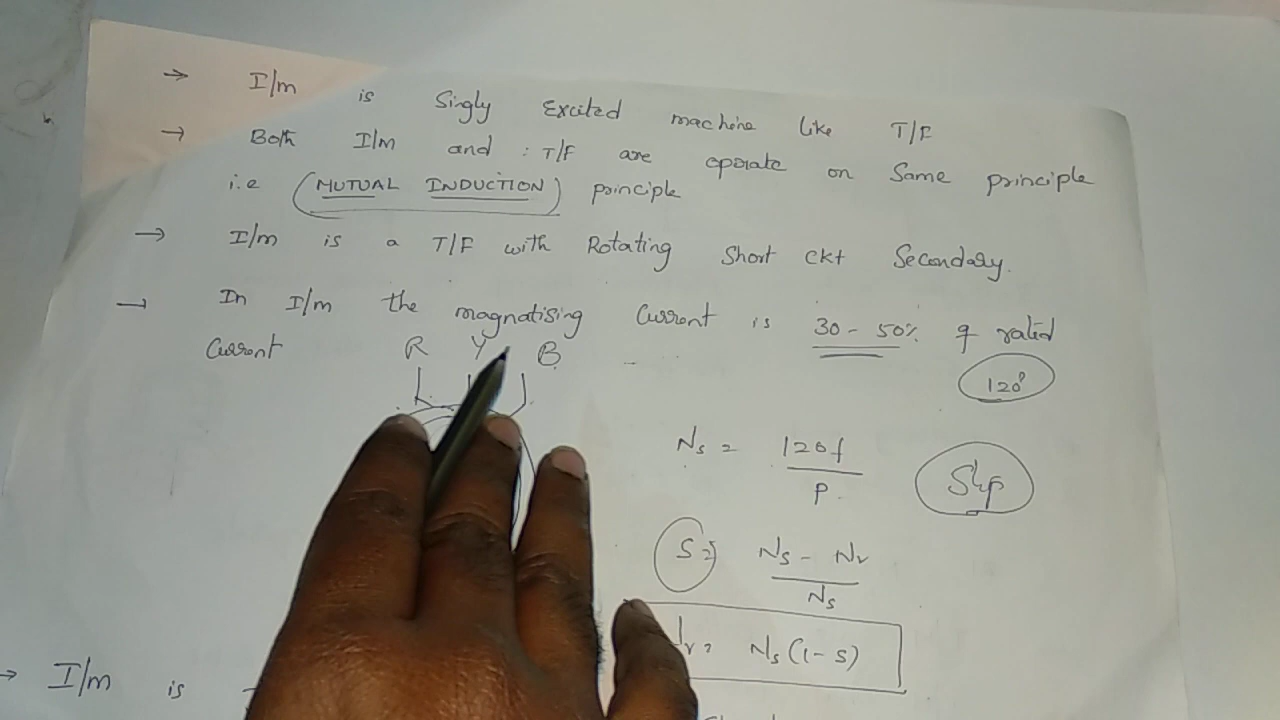 → I/m is Singly Excited machine like T/F
→ Both I/m and : T/F are operate on Same principle
i.e (MUTUAL INDUCTION) principle
→ I/m is a T/F with Rotating Short ckt Secondary.
→ In I/m the magnatising Current is 30 - 50% of rated
Current
R Y B
120°
Ns = 120f / P
Slip
S = Ns - Nr / Ns
Nr = Ns (1 - s)
→ I/m is